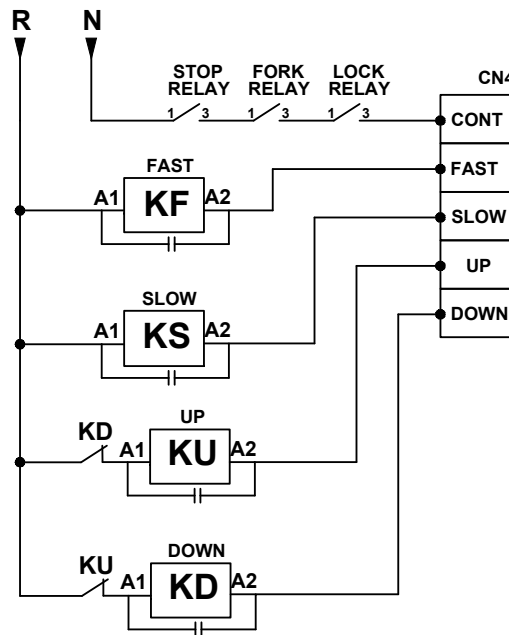 R N
STOP RELAY FORK RELAY LOCK RELAY
CN4
1 3 1 3 1 3
CONT
FAST
FAST
A1 KF A2
SLOW
UP
SLOW
DOWN
A1 KS A2
UP
KD A1 KU A2
DOWN
KU A1 KD A2